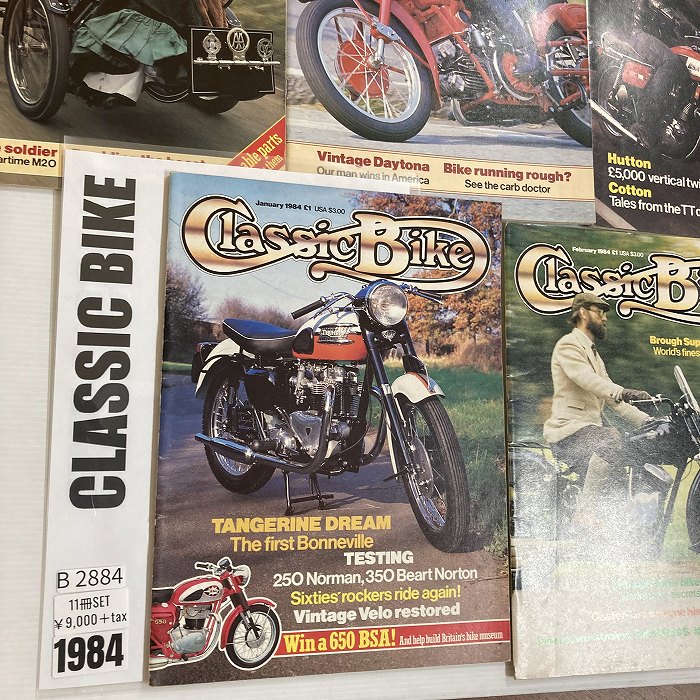 soldier
artime M20
able parts
Vintage Daytona
Our man wins in America
Bike running rough?
See the carb doctor
Hutton
£5,000 vertical tw
Cotton
Tales from the TT
CLASSIC BIKE
B 2884
11冊SET
￥9,000+tax
1984
January 1984 £1 USA $3.00
Classic Bike
TANGERINE DREAM
The first Bonneville
TESTING
250 Norman, 350 Beart Norton
Sixties' rockers ride again!
Vintage Velo restored
Win a 650 BSA! And help build Britain's bike museum
650
February 1984 £1 USA $3.00
Classic B
Brough Sup
World's fines